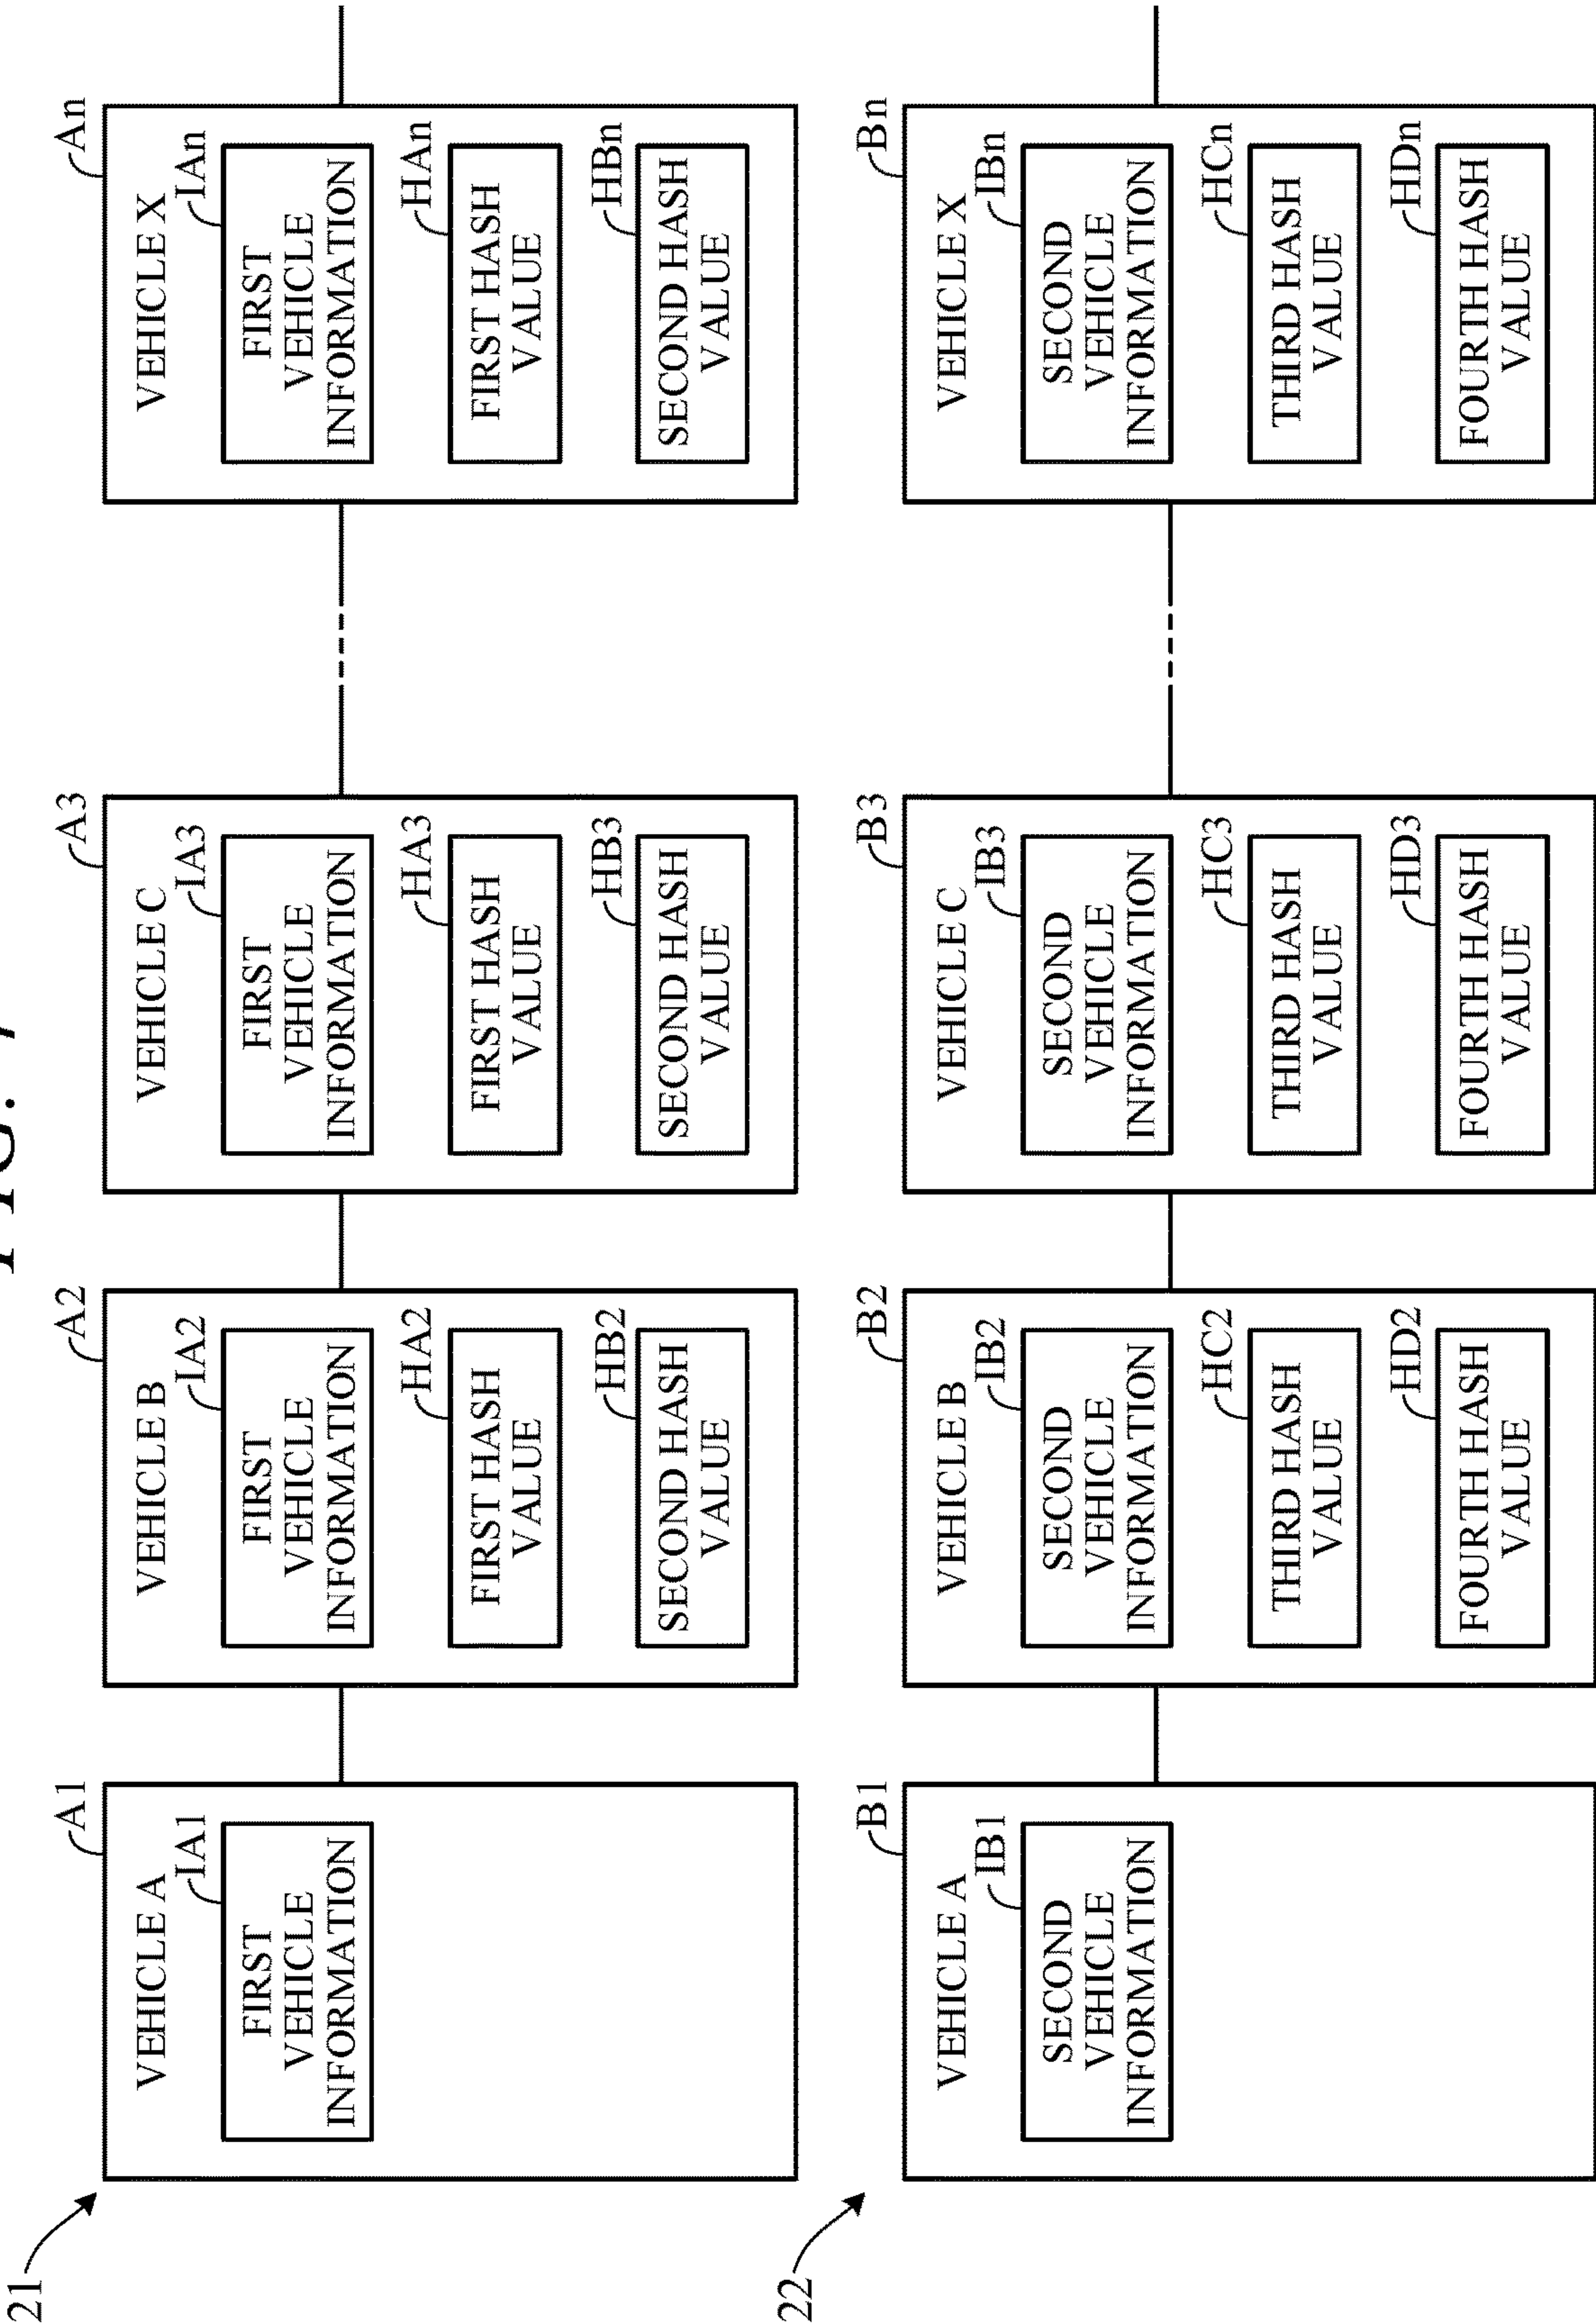 FIG. 7
21
A1
VEHICLE A
IA1
FIRST
VEHICLE
INFORMATION
A2
VEHICLE B
IA2
FIRST
VEHICLE
INFORMATION
HA2
FIRST HASH
VALUE
HB2
SECOND HASH
VALUE
A3
VEHICLE C
IA3
FIRST
VEHICLE
INFORMATION
HA3
FIRST HASH
VALUE
HB3
SECOND HASH
VALUE
An
VEHICLE X
IAn
FIRST
VEHICLE
INFORMATION
HAn
FIRST HASH
VALUE
HBn
SECOND HASH
VALUE
22
B1
VEHICLE A
IB1
SECOND
VEHICLE
INFORMATION
B2
VEHICLE B
IB2
SECOND
VEHICLE
INFORMATION
HC2
THIRD HASH
VALUE
HD2
FOURTH HASH
VALUE
B3
VEHICLE C
IB3
SECOND
VEHICLE
INFORMATION
HC3
THIRD HASH
VALUE
HD3
FOURTH HASH
VALUE
Bn
VEHICLE X
IBn
SECOND
VEHICLE
INFORMATION
HCn
THIRD HASH
VALUE
HDn
FOURTH HASH
VALUE